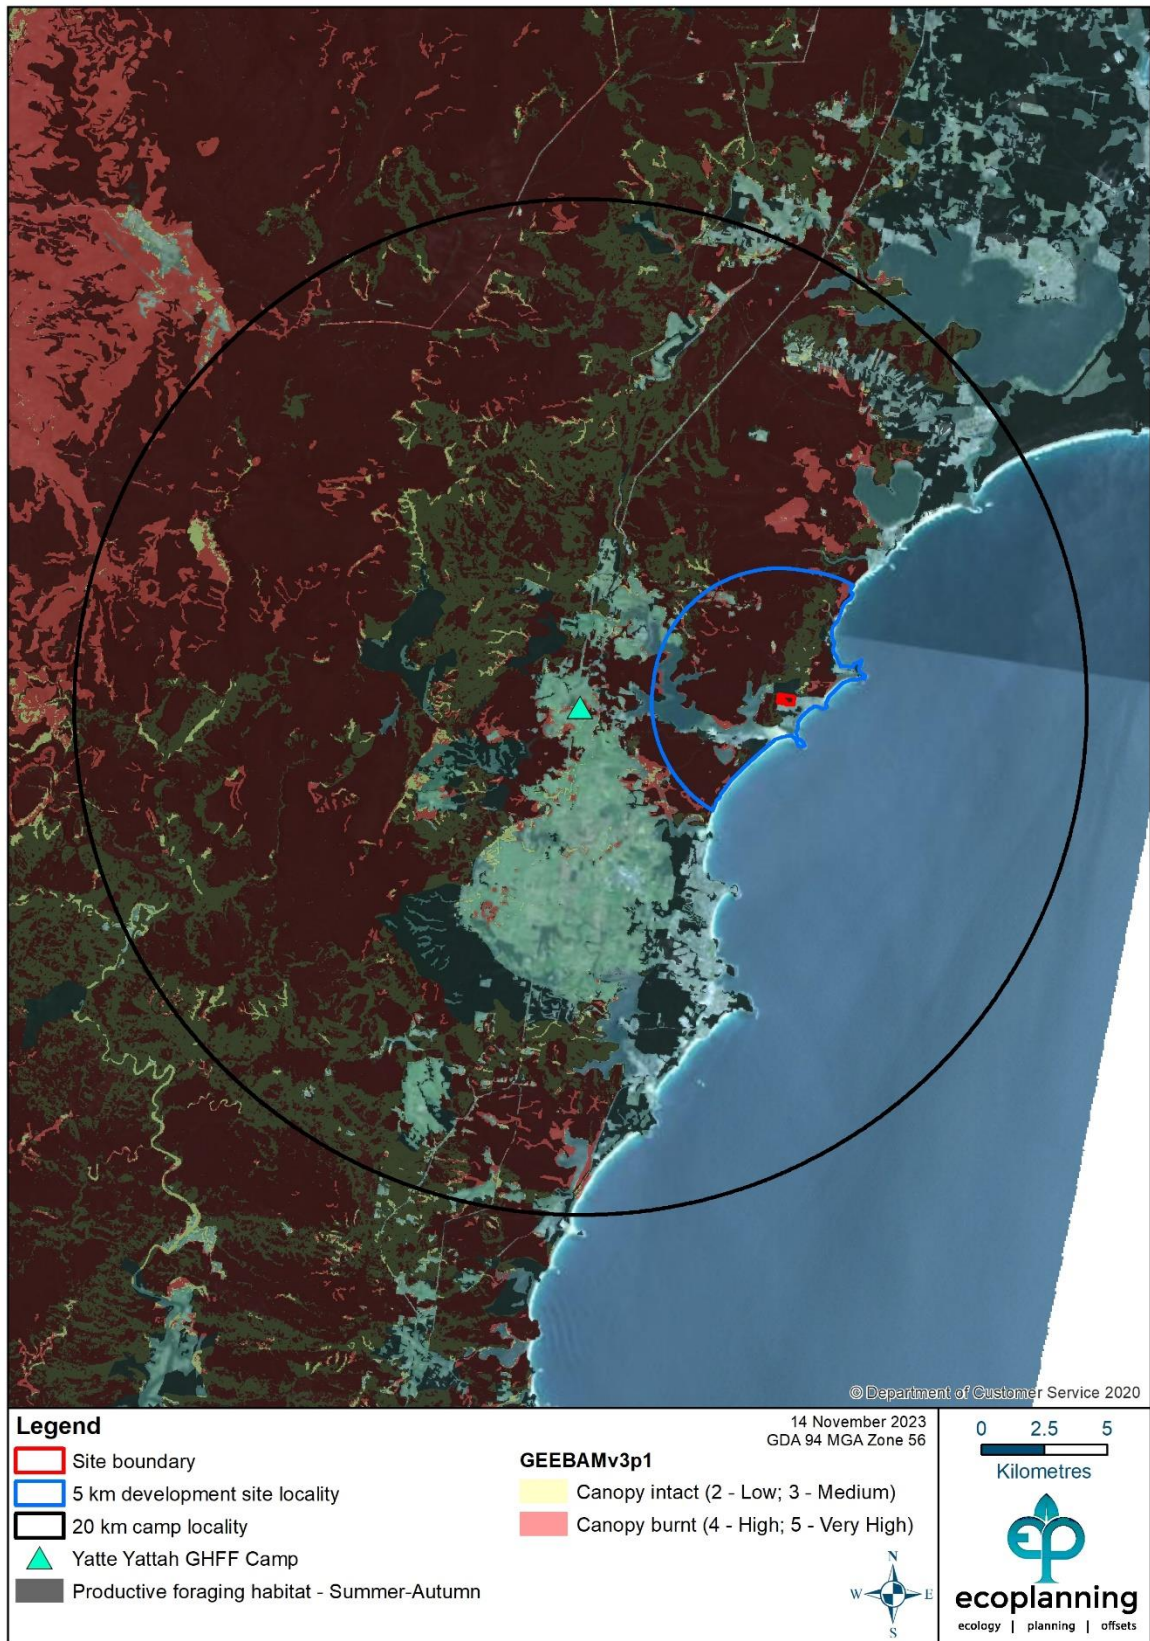 © Department of Customer Service 2020
Legend
Site boundary
5 km development site locality
20 km camp locality
Yatte Yattah GHFF Camp
Productive foraging habitat - Summer-Autumn
14 November 2023
GDA 94 MGA Zone 56
GEEBAMv3p1
Canopy intact (2 - Low; 3 - Medium)
Canopy burnt (4 - High; 5 - Very High)
N
W E
S
0 2.5 5
Kilometres
ep
ecoplanning
ecology | planning | offsets